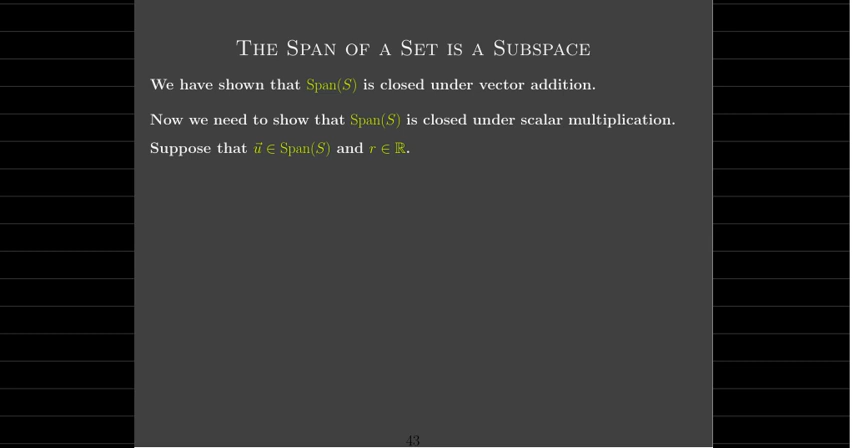 The Span of a Set is a Subspace
We have shown that Span(S) is closed under vector addition.
Now we need to show that Span(S) is closed under scalar multiplication.
Suppose that u⃗ ∈ Span(S) and r ∈ ℝ.
43